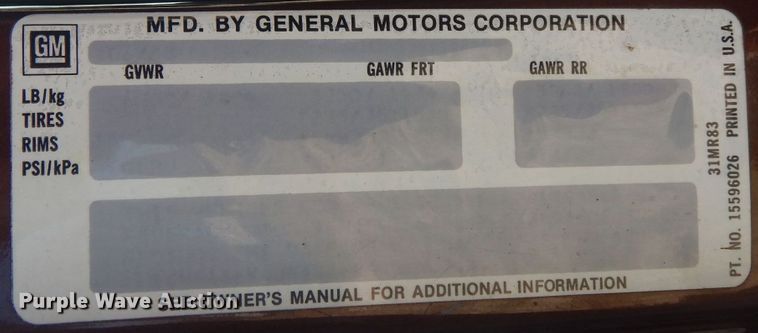 MFD. BY GENERAL MOTORS CORPORATION
GM
GVWR GAWR FRT GAWR RR
LB/kg
TIRES
RIMS
PSI/kPa
31MR83
PT. NO. 15596026 PRINTED IN U.S.A.
OWNER'S MANUAL FOR ADDITIONAL INFORMATION
Purple Wave Auction